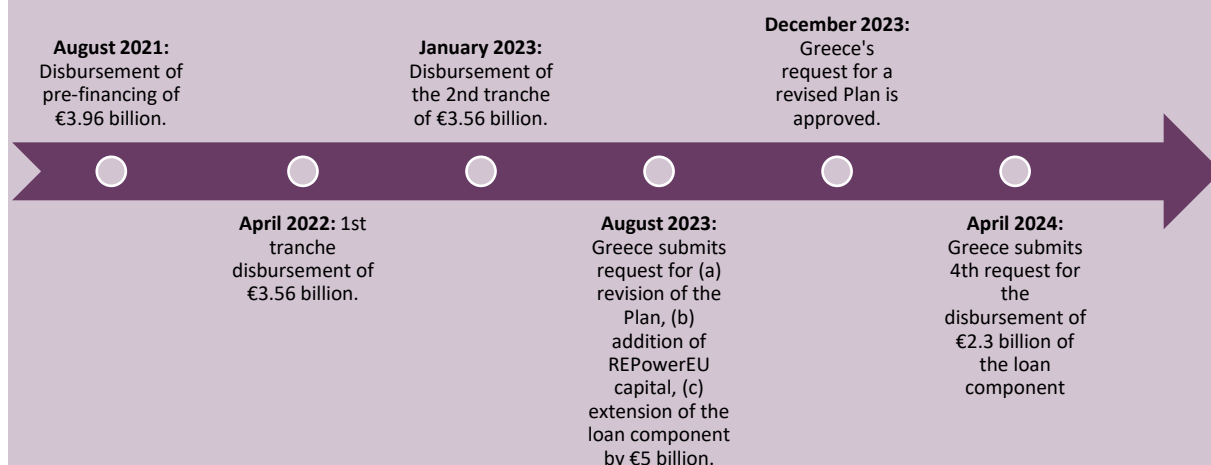 August 2021:
Disbursement of
pre-financing of
€3.96 billion.
April 2022: 1st
tranche
disbursement of
€3.56 billion.
January 2023:
Disbursement of
the 2nd tranche
of €3.56 billion.
August 2023:
Greece submits
request for (a)
revision of the
Plan, (b)
addition of
REPowerEU
capital, (c)
extension of the
loan component
by €5 billion.
December 2023:
Greece's
request for a
revised Plan is
approved.
April 2024:
Greece submits
4th request for
the
disbursement of
€2.3 billion of
the loan
component